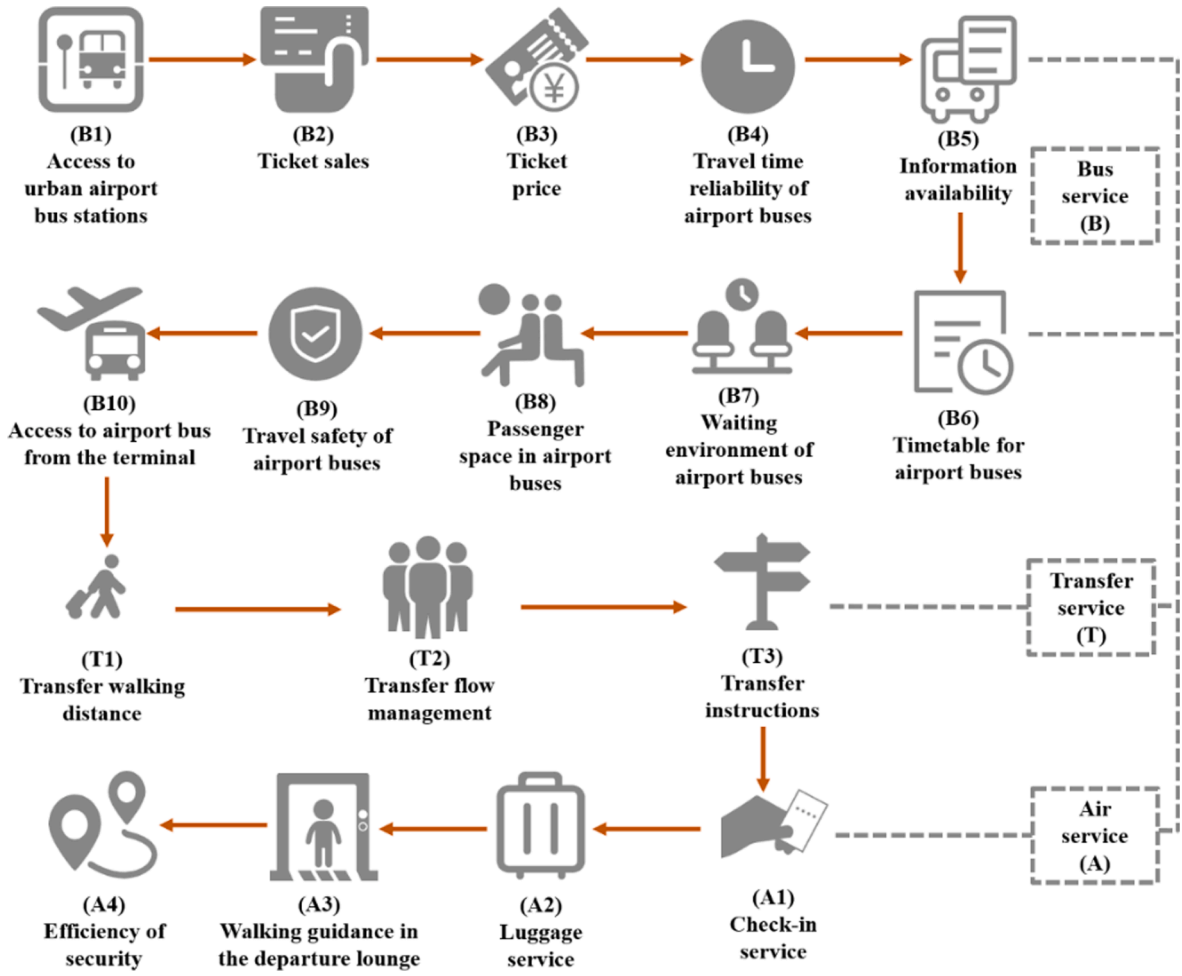 (B1)
Access to
urban airport
bus stations
(B2)
Ticket sales
¥
(B3)
Ticket
price
(B4)
Travel time
reliability of
airport buses
(B5)
Information
availability
Bus
service
(B)
(B10)
Access to airport bus
from the terminal
(B9)
Travel safety of
airport buses
(B8)
Passenger
space in airport
buses
(B7)
Waiting
environment of
airport buses
(B6)
Timetable for
airport buses
(T1)
Transfer walking
distance
(T2)
Transfer flow
management
(T3)
Transfer
instructions
Transfer
service
(T)
(A4)
Efficiency of
security
(A3)
Walking guidance in
the departure lounge
(A2)
Luggage
service
(A1)
Check-in
service
Air
service
(A)